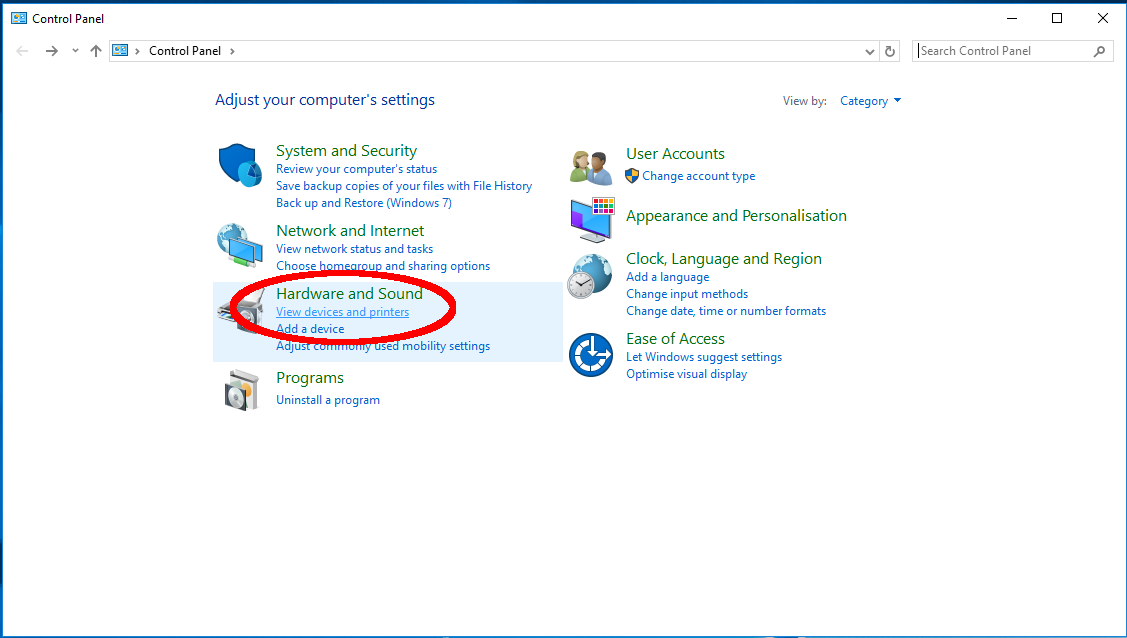 Control Panel
Control Panel
Search Control Panel
Adjust your computer's settings
View by: Category
System and Security
Review your computer's status
Save backup copies of your files with File History
Back up and Restore (Windows 7)
Network and Internet
View network status and tasks
Choose homegroup and sharing options
Hardware and Sound
View devices and printers
Add a device
Adjust commonly used mobility settings
Programs
Uninstall a program
User Accounts
Change account type
Appearance and Personalisation
Clock, Language and Region
Add a language
Change input methods
Change date, time or number formats
Ease of Access
Let Windows suggest settings
Optimise visual display